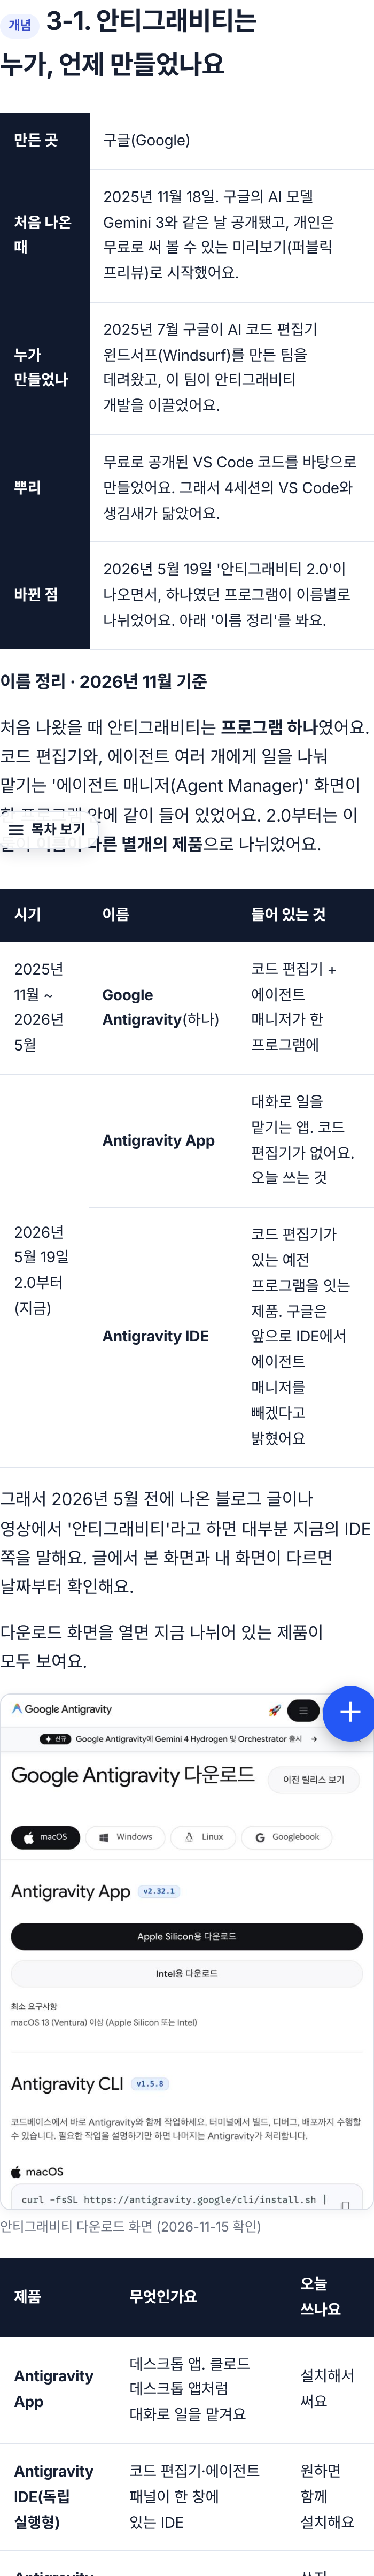 개념 3-1. 안티그래비티는
누가, 언제 만들었나요
만든 곳
구글(Google)
처음 나온
때
2025년 11월 18일. 구글의 AI 모델
Gemini 3와 같은 날 공개됐고, 개인은
무료로 써 볼 수 있는 미리보기(퍼블릭
프리뷰)로 시작했어요.
누가
만들었나
2025년 7월 구글이 AI 코드 편집기
윈드서프(Windsurf)를 만든 팀을
데려왔고, 이 팀이 안티그래비티
개발을 이끌었어요.
뿌리
무료로 공개된 VS Code 코드를 바탕으로
만들었어요. 그래서 4세션의 VS Code와
생김새가 닮았어요.
바뀐 점
2026년 5월 19일 '안티그래비티 2.0'이
나오면서, 하나였던 프로그램이 이름별로
나뉘었어요. 아래 '이름 정리'를 봐요.
이름 정리 · 2026년 11월 기준
처음 나왔을 때 안티그래비티는 프로그램 하나였어요.
코드 편집기와, 에이전트 여러 개에게 일을 나눠
맡기는 '에이전트 매니저(Agent Manager)' 화면이
안에 같이 들어 있었어요. 2.0부터는 이
목차 보기
다른 별개의 제품으로 나뉘었어요.
시기
이름
들어 있는 것
2025년
11월 ~
2026년
5월
Google
Antigravity(하나)
코드 편집기 +
에이전트
매니저가 한
프로그램에
2026년
5월 19일
2.0부터
(지금)
Antigravity App
대화로 일을
맡기는 앱. 코드
편집기가 없어요.
오늘 쓰는 것
Antigravity IDE
코드 편집기가
있는 예전
프로그램을 잇는
제품. 구글은
앞으로 IDE에서
에이전트
매니저를
빼겠다고
밝혔어요
그래서 2026년 5월 전에 나온 블로그 글이나
영상에서 '안티그래비티'라고 하면 대부분 지금의 IDE
쪽을 말해요. 글에서 본 화면과 내 화면이 다르면
날짜부터 확인해요.
다운로드 화면을 열면 지금 나뉘어 있는 제품이
모두 보여요.
Google Antigravity
신규 Google Antigravity에 Gemini 4 Hydrogen 및 Orchestrator 출시 →
Google Antigravity 다운로드
이전 릴리스 보기
macOS
Windows
Linux
Googlebook
Antigravity App v2.32.1
Apple Silicon용 다운로드
Intel용 다운로드
최소 요구사항
macOS 13 (Ventura) 이상 (Apple Silicon 또는 Intel)
Antigravity CLI v1.5.8
코드베이스에서 바로 Antigravity와 함께 작업하세요. 터미널에서 빌드, 디버그, 배포까지 수행할
수 있습니다. 필요한 작업을 설명하기만 하면 나머지는 Antigravity가 처리합니다.
macOS
curl -fsSL https://antigravity.google/cli/install.sh |
안티그래비티 다운로드 화면 (2026-11-15 확인)
제품
무엇인가요
오늘
쓰나요
Antigravity
App
데스크톱 앱. 클로드
데스크톱 앱처럼
대화로 일을 맡겨요
설치해서
써요
Antigravity
IDE(독립
실행형)
코드 편집기·에이전트
패널이 한 창에
있는 IDE
원하면
함께
설치해요